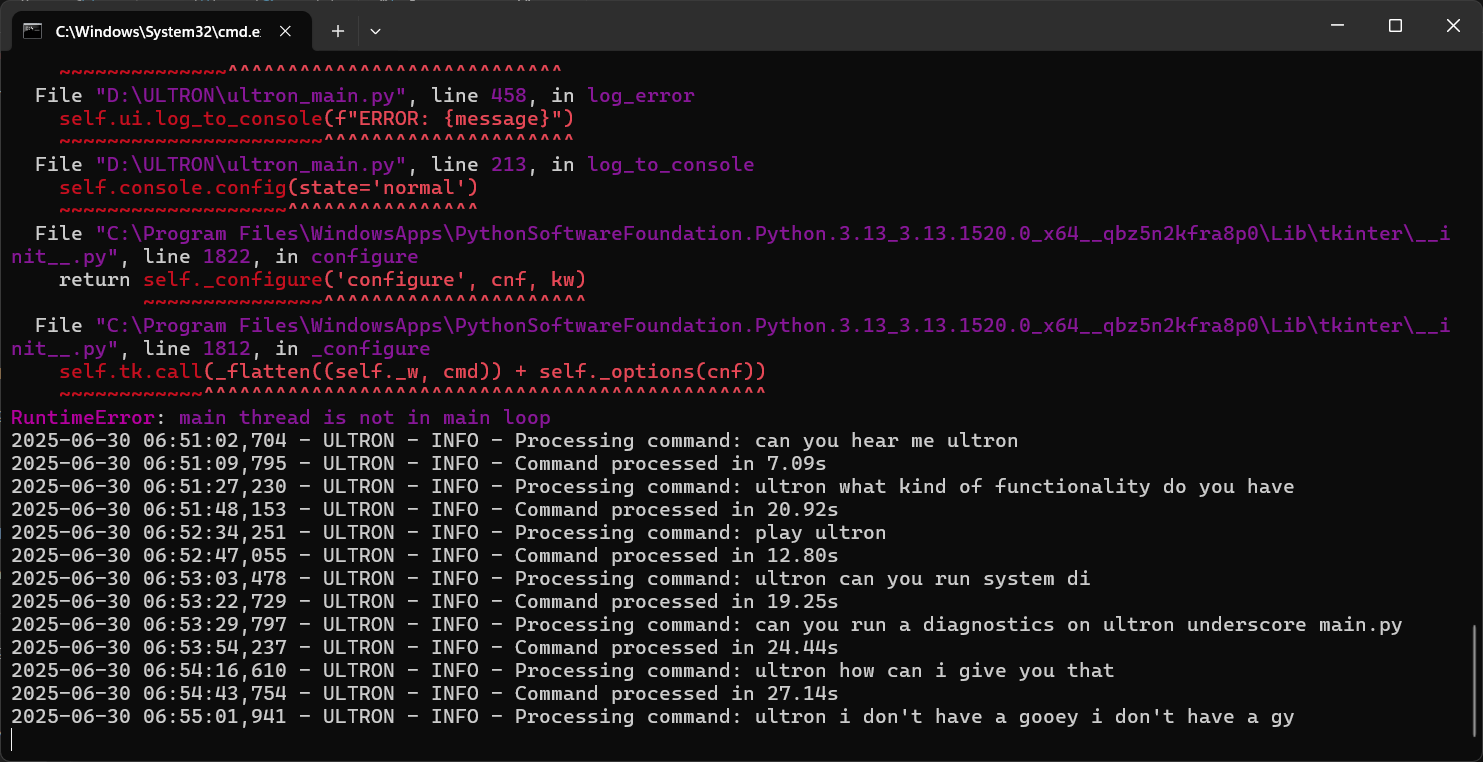 C:\Windows\System32\cmd.e
~~~~~~~~~~~~~~^^^^^^^^^^^^^^^^^^^^^^^^^^^^
File "D:\ULTRON\ultron_main.py", line 458, in log_error
self.ui.log_to_console(f"ERROR: {message}")
~~~~~~~~~~~~~~~~~~~~~~^^^^^^^^^^^^^^^^^^^^^
File "D:\ULTRON\ultron_main.py", line 213, in log_to_console
self.console.config(state='normal')
~~~~~~~~~~~~~~~~~~~^^^^^^^^^^^^^^^^
File "C:\Program Files\WindowsApps\PythonSoftwareFoundation.Python.3.13_3.13.1520.0_x64__qbz5n2kfra8p0\Lib\tkinter\__i
nit__.py", line 1822, in configure
return self._configure('configure', cnf, kw)
~~~~~~~~~~~~~~~^^^^^^^^^^^^^^^^^^^^^^
File "C:\Program Files\WindowsApps\PythonSoftwareFoundation.Python.3.13_3.13.1520.0_x64__qbz5n2kfra8p0\Lib\tkinter\__i
nit__.py", line 1812, in _configure
self.tk.call(_flatten((self._w, cmd)) + self._options(cnf))
~~~~~~~~~~~~^^^^^^^^^^^^^^^^^^^^^^^^^^^^^^^^^^^^^^^^^^^^^^^
RuntimeError: main thread is not in main loop
2025-06-30 06:51:02,704 - ULTRON - INFO - Processing command: can you hear me ultron
2025-06-30 06:51:09,795 - ULTRON - INFO - Command processed in 7.09s
2025-06-30 06:51:27,230 - ULTRON - INFO - Processing command: ultron what kind of functionality do you have
2025-06-30 06:51:48,153 - ULTRON - INFO - Command processed in 20.92s
2025-06-30 06:52:34,251 - ULTRON - INFO - Processing command: play ultron
2025-06-30 06:52:47,055 - ULTRON - INFO - Command processed in 12.80s
2025-06-30 06:53:03,478 - ULTRON - INFO - Processing command: ultron can you run system di
2025-06-30 06:53:22,729 - ULTRON - INFO - Command processed in 19.25s
2025-06-30 06:53:29,797 - ULTRON - INFO - Processing command: can you run a diagnostics on ultron underscore main.py
2025-06-30 06:53:54,237 - ULTRON - INFO - Command processed in 24.44s
2025-06-30 06:54:16,610 - ULTRON - INFO - Processing command: ultron how can i give you that
2025-06-30 06:54:43,754 - ULTRON - INFO - Command processed in 27.14s
2025-06-30 06:55:01,941 - ULTRON - INFO - Processing command: ultron i don't have a gooey i don't have a gy